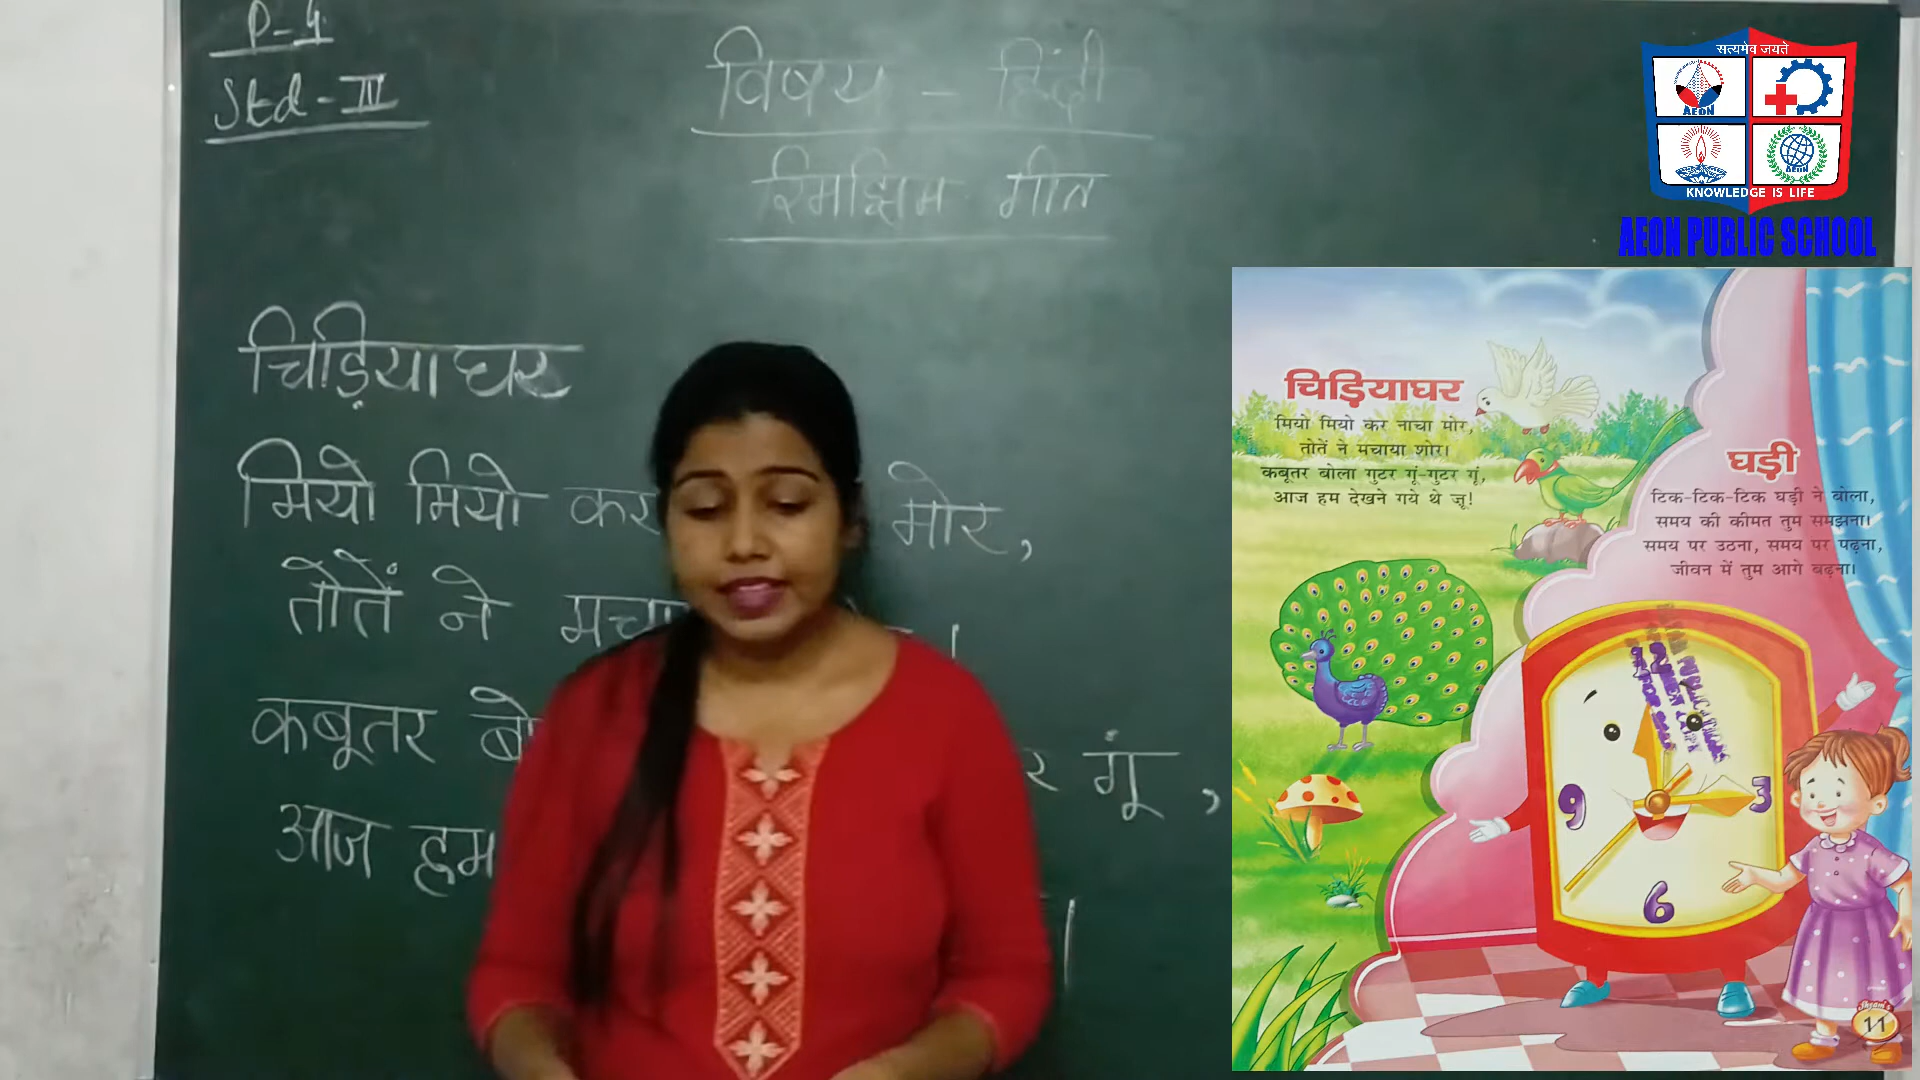 P-4
Std-IV
विषय - हिंदी
रिमझिम गीत
चिड़ियाघर
मियो मियो कर मोर,
तोतें ने मचा ।
कबूतर गूं,
आज हम ।
सत्यमेव जयते
AEON
AEON
KNOWLEDGE IS LIFE
AEON PUBLIC SCHOOL
चिड़ियाघर
मियो मियो कर नाचा मोर,
तोतें ने मचाया शोर।
कबूतर बोला गुटर गूं-गुटर गूं,
आज हम देखने गये थे ज़ू!
घड़ी
टिक-टिक-टिक घड़ी ने बोला,
समय की कीमत तुम समझना।
समय पर उठना, समय पर पढ़ना,
जीवन में तुम आगे बढ़ना।
9
3
6
11